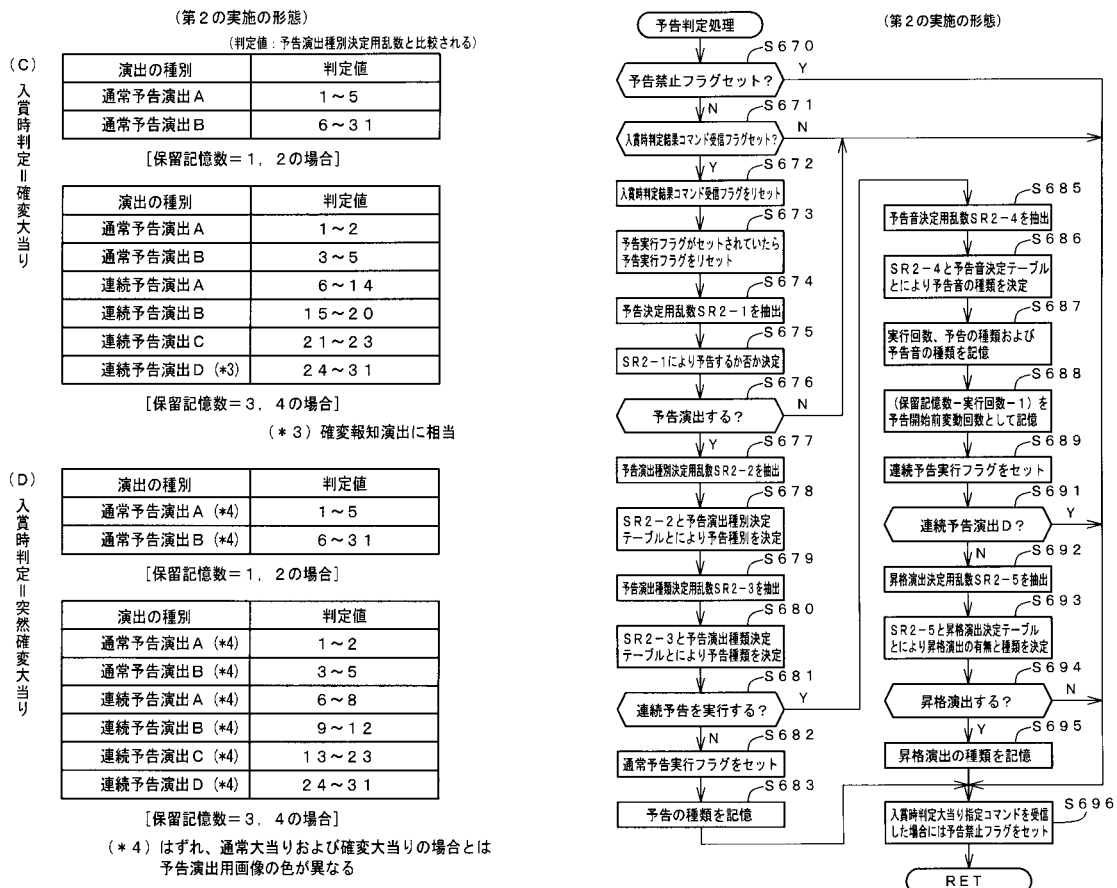 (第2の実施の形態)
(判定値:予告演出種別決定用乱数と比較される)
(C)
入賞時判定=確変大当り
演出の種別 判定値
通常予告演出A 1~5
通常予告演出B 6~31
[保留記憶数=1,2の場合]
演出の種別 判定値
通常予告演出A 1~2
通常予告演出B 3~5
連続予告演出A 6~14
連続予告演出B 15~20
連続予告演出C 21~23
連続予告演出D (*3) 24~31
[保留記憶数=3,4の場合]
(*3) 確変報知演出に相当
(D)
入賞時判定=突然確変大当り
演出の種別 判定値
通常予告演出A (*4) 1~5
通常予告演出B (*4) 6~31
[保留記憶数=1,2の場合]
演出の種別 判定値
通常予告演出A (*4) 1~2
通常予告演出B (*4) 3~5
連続予告演出A (*4) 6~8
連続予告演出B (*4) 9~12
連続予告演出C (*4) 13~23
連続予告演出D (*4) 24~31
[保留記憶数=3,4の場合]
(*4) はずれ、通常大当りおよび確変大当りの場合とは
予告演出用画像の色が異なる
(第2の実施の形態)
予告判定処理
S670
予告禁止フラグセット?
Y
N
S671
入賞時判定結果コマンド受信フラグセット?
N
Y
S672
入賞時判定結果コマンド受信フラグをリセット
S673
予告実行フラグがセットされていたら
予告実行フラグをリセット
S674
予告決定用乱数SR2-1を抽出
S675
SR2-1により予告するか否か決定
S676
予告演出する?
N
Y
S677
予告演出種別決定用乱数SR2-2を抽出
S678
SR2-2と予告演出種別決定
テーブルとにより予告種別を決定
S679
予告演出種類決定用乱数SR2-3を抽出
S680
SR2-3と予告演出種類決定
テーブルとにより予告種類を決定
S681
連続予告を実行する?
Y
N
S682
通常予告実行フラグをセット
S683
予告の種類を記憶
S685
予告音決定用乱数SR2-4を抽出
S686
SR2-4と予告音決定テーブル
とにより予告音の種類を決定
S687
実行回数、予告の種類および
予告音の種類を記憶
S688
(保留記憶数-実行回数-1)を
予告開始前変動回数として記憶
S689
連続予告実行フラグをセット
S691
連続予告演出D?
Y
N
S692
昇格演出決定用乱数SR2-5を抽出
S693
SR2-5と昇格演出決定テーブル
とにより昇格演出の有無と種類を決定
S694
昇格演出する?
N
Y
S695
昇格演出の種類を記憶
S696
入賞時判定大当り指定コマンドを受信
した場合には予告禁止フラグをセット
RET